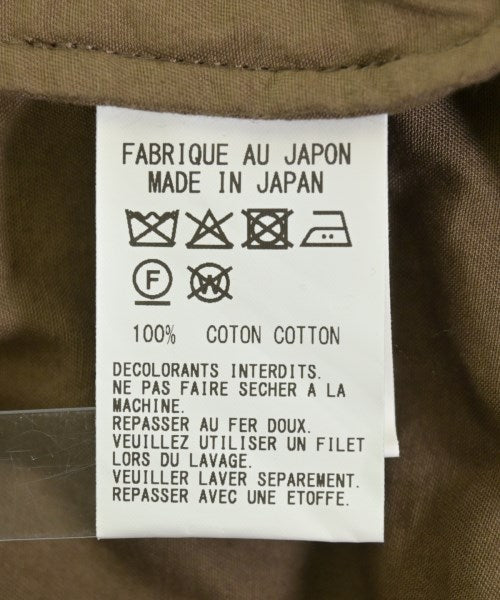 FABRIQUE AU JAPON
MADE IN JAPAN
F W
100% COTON COTTON
DECOLORANTS INTERDITS.
NE PAS FAIRE SECHER A LA
MACHINE.
REPASSER AU FER DOUX.
VEUILLEZ UTILISER UN FILET
LORS DU LAVAGE.
VEUILLER LAVER SEPAREMENT.
REPASSER AVEC UNE ETOFFE.